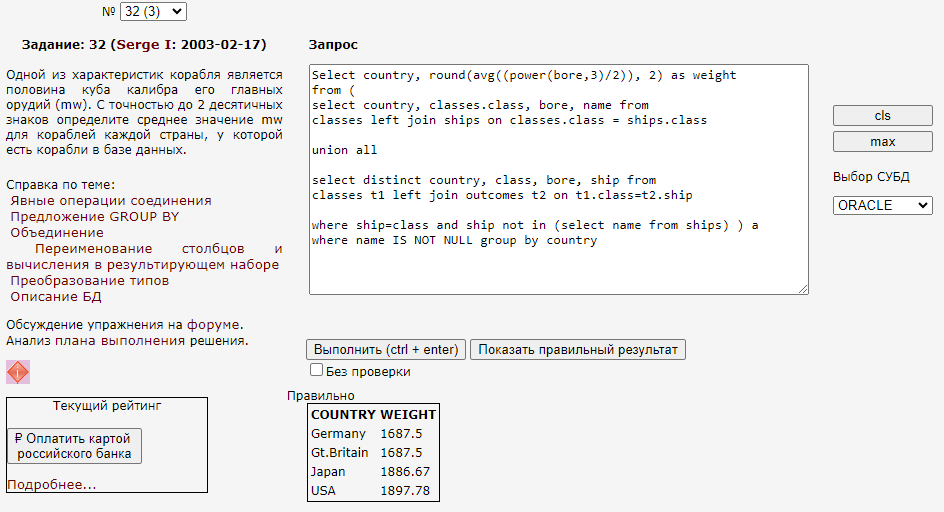 № 32 (3)
Задание: 32 (Serge I: 2003-02-17)
Одной из характеристик корабля является
половина куба калибра его главных
орудий (mw). С точностью до 2 десятичных
знаков определите среднее значение mw
для кораблей каждой страны, у которой
есть корабли в базе данных.
Справка по теме:
Явные операции соединения
Предложение GROUP BY
Объединение
Переименование столбцов и
вычисления в результирующем наборе
Преобразование типов
Описание БД
Обсуждение упражнения на форуме.
Анализ плана выполнения решения.
Текущий рейтинг
₽ Оплатить картой
российского банка
Подробнее...
Запрос
Select country, round(avg((power(bore,3)/2)), 2) as weight
from (
select country, classes.class, bore, name from
classes left join ships on classes.class = ships.class
union all
select distinct country, class, bore, ship from
classes t1 left join outcomes t2 on t1.class=t2.ship
where ship=class and ship not in (select name from ships) ) a
where name IS NOT NULL group by country
Выполнить (ctrl + enter) Показать правильный результат
Без проверки
Правильно
COUNTRY WEIGHT
Germany 1687.5
Gt.Britain 1687.5
Japan 1886.67
USA 1897.78
cls
max
Выбор СУБД
ORACLE